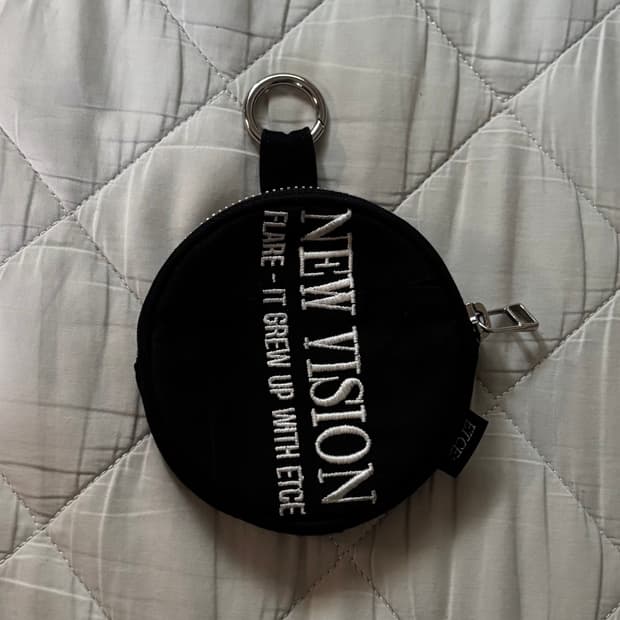 NEW VISION
FLARE - IT GREW UP WITH ETCE
ETCE